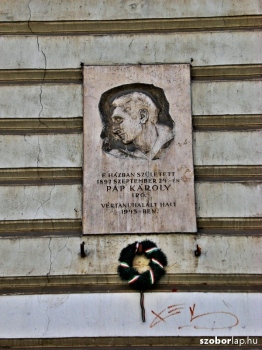 E HÁZBAN SZÜLETETT
1897 SZEPTEMBER 24-ÉN
PAP KÁROLY
ÍRÓ.
VÉRTANÚHALÁLT HALT
1945-BEN.
szoborlap.hu